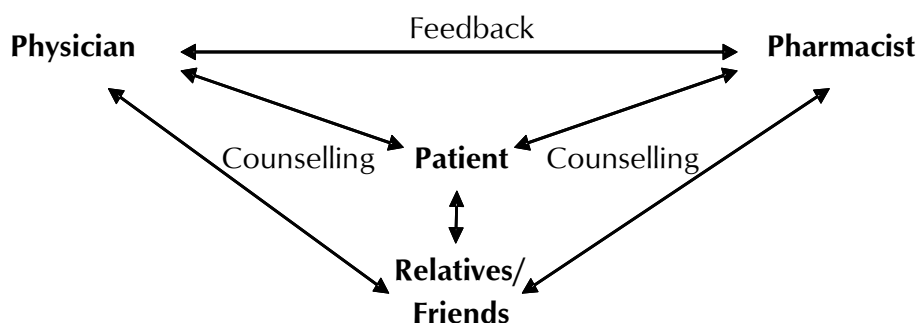 Feedback
Physician
Pharmacist
Counselling
Patient
Counselling
Relatives/
Friends